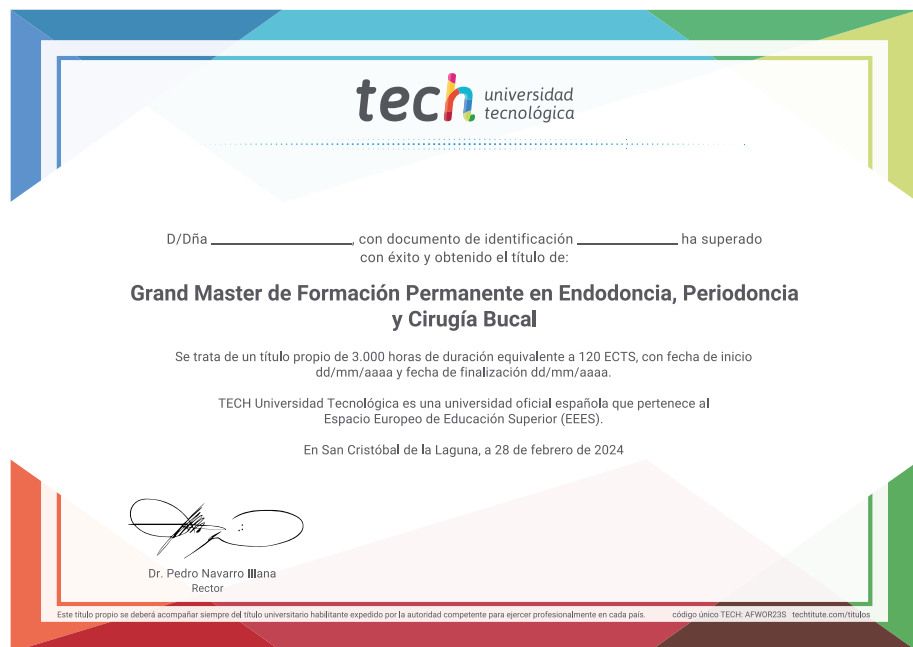 tech universidad
tecnológica
D/Dña ____________________, con documento de identificación ______________ ha superado
con éxito y obtenido el título de:
Grand Master de Formación Permanente en Endodoncia, Periodoncia
y Cirugía Bucal
Se trata de un título propio de 3.000 horas de duración equivalente a 120 ECTS, con fecha de inicio
dd/mm/aaaa y fecha de finalización dd/mm/aaaa.
TECH Universidad Tecnológica es una universidad oficial española que pertenece al
Espacio Europeo de Educación Superior (EEES).
En San Cristóbal de la Laguna, a 28 de febrero de 2024
Dr. Pedro Navarro Illana
Rector
Este título propio se deberá acompañar siempre del título universitario habilitante expedido por la autoridad competente para ejercer profesionalmente en cada país. código único TECH: AFWOR23S techtitute.com/titulos